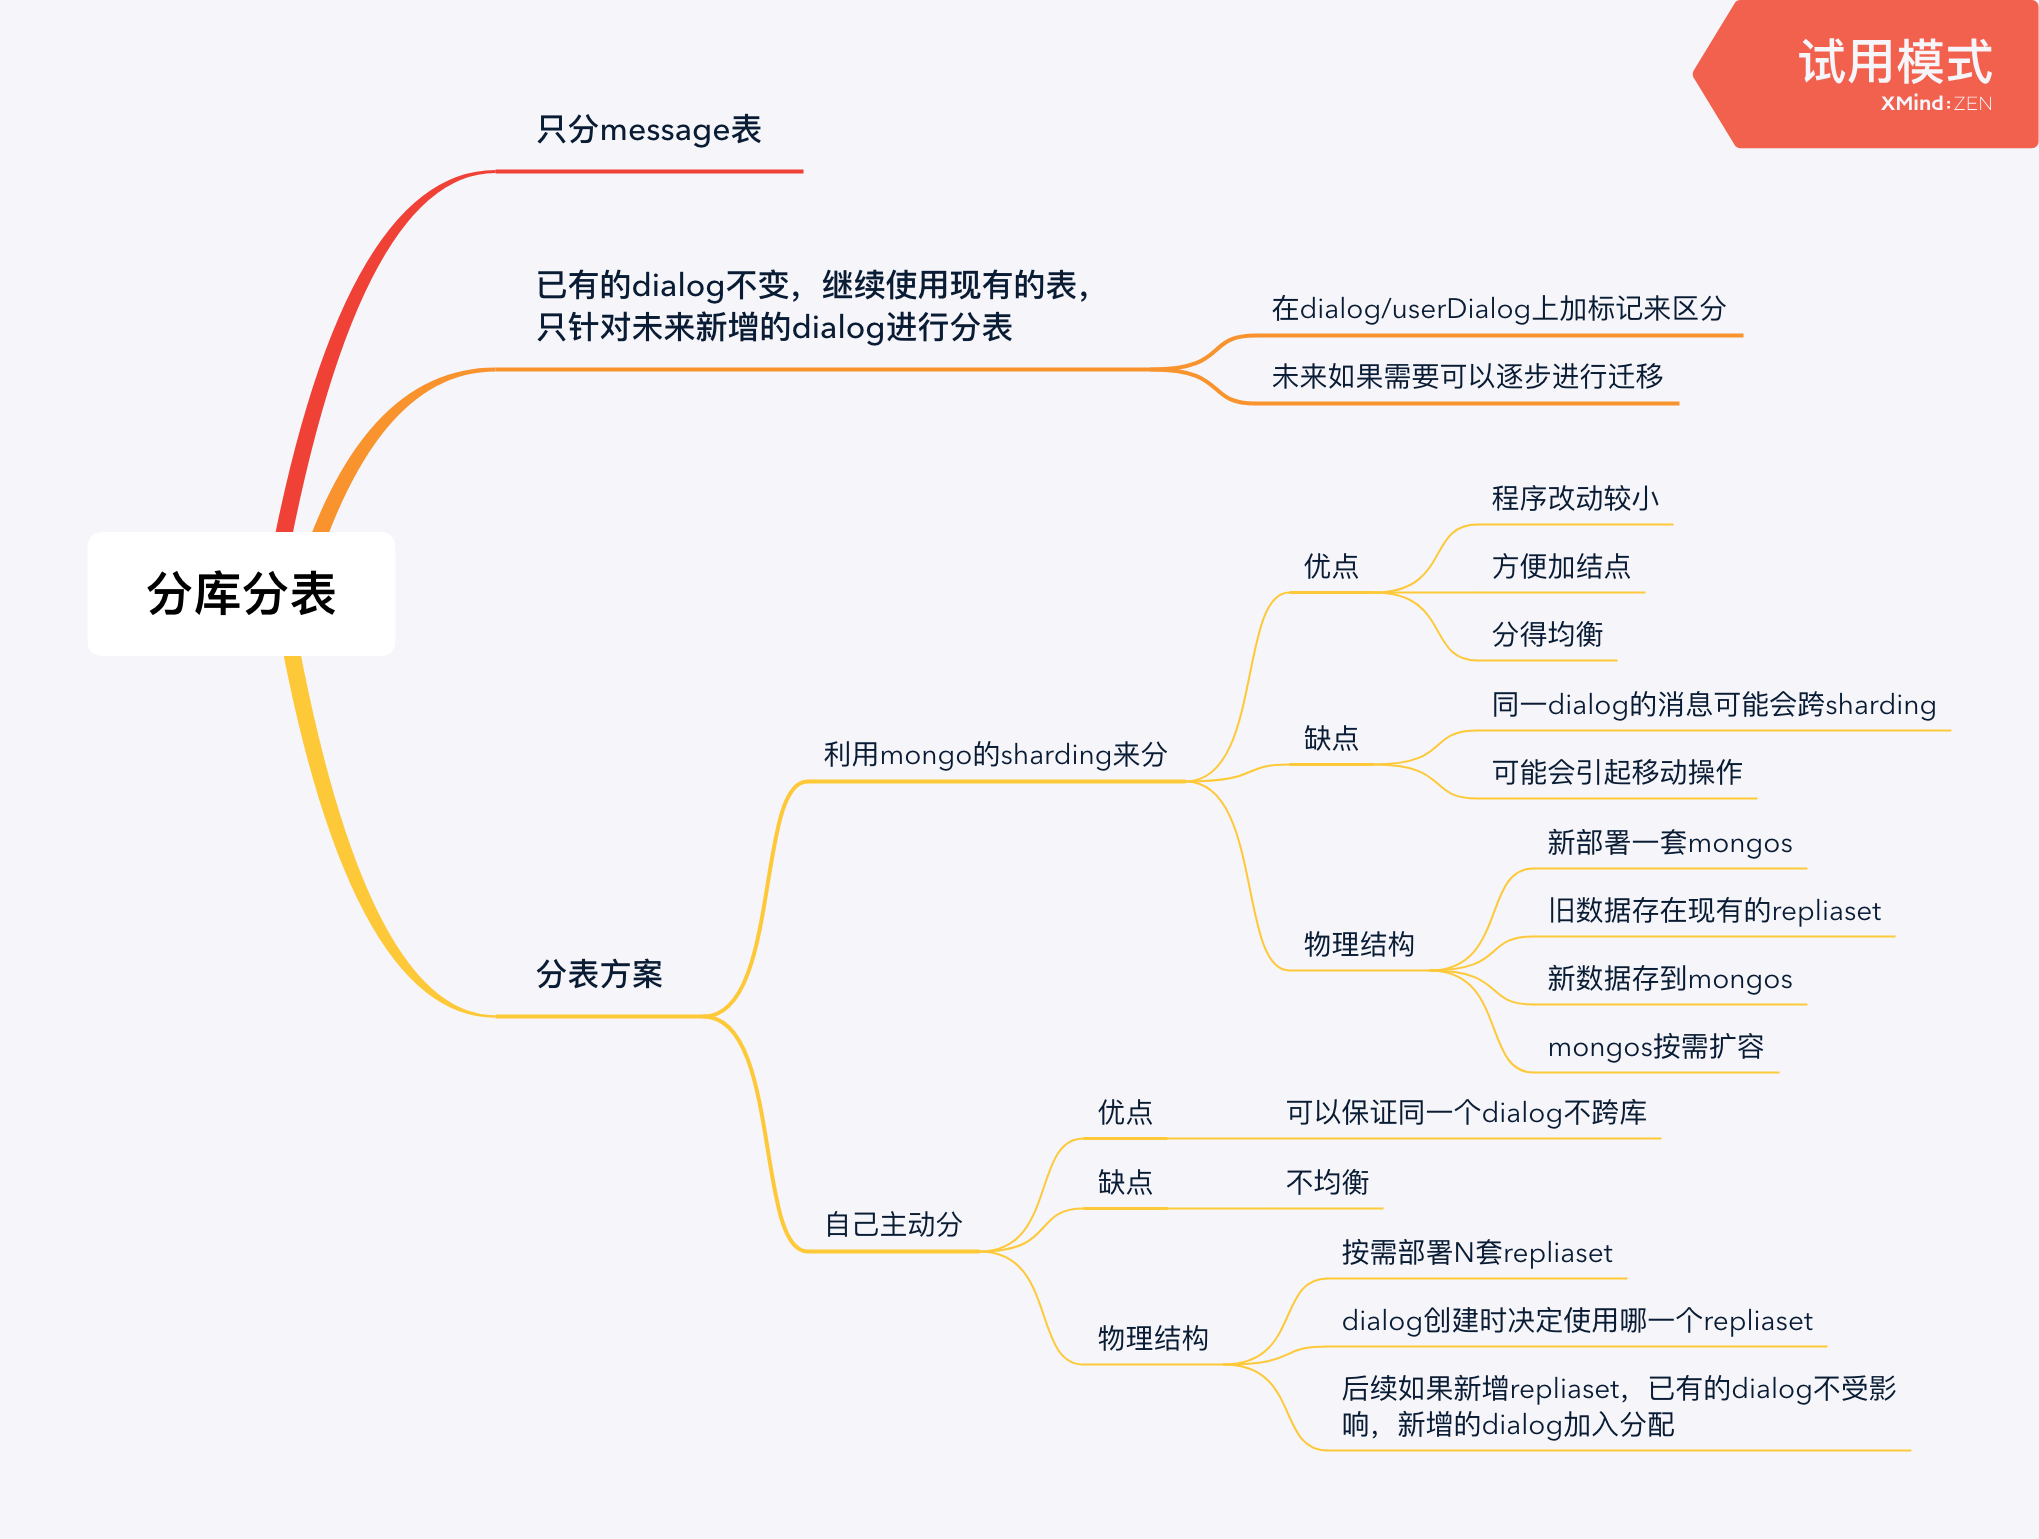 试用模式
XMind:ZEN
只分message表
已有的dialog不变，继续使用现有的表，
只针对未来新增的dialog进行分表
在dialog/userDialog上加标记来区分
未来如果需要可以逐步进行迁移
分库分表
分表方案
利用mongo的sharding来分
优点
程序改动较小
方便加结点
分得均衡
缺点
同一dialog的消息可能会跨sharding
可能会引起移动操作
物理结构
新部署一套mongos
旧数据存在现有的repliaset
新数据存到mongos
mongos按需扩容
自己主动分
优点
可以保证同一个dialog不跨库
缺点
不均衡
物理结构
按需部署N套repliaset
dialog创建时决定使用哪一个repliaset
后续如果新增repliaset，已有的dialog不受影
响，新增的dialog加入分配